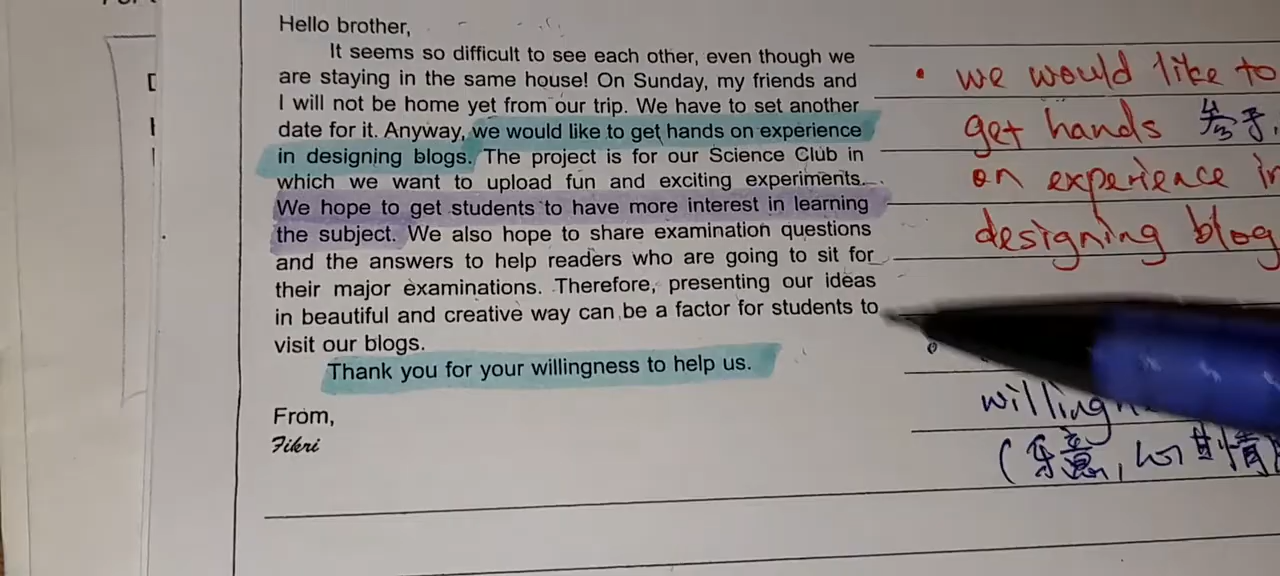 Hello brother,
It seems so difficult to see each other, even though we
are staying in the same house! On Sunday, my friends and
I will not be home yet from our trip. We have to set another
date for it. Anyway, we would like to get hands on experience
in designing blogs. The project is for our Science Club in
which we want to upload fun and exciting experiments.
We hope to get students to have more interest in learning
the subject. We also hope to share examination questions
and the answers to help readers who are going to sit for
their major examinations. Therefore, presenting our ideas
in beautiful and creative way can be a factor for students to
visit our blogs.
Thank you for your willingness to help us.
From,
Fikri
• we would like to
get hands
on experience in
designing blog
(乐意,心甘情